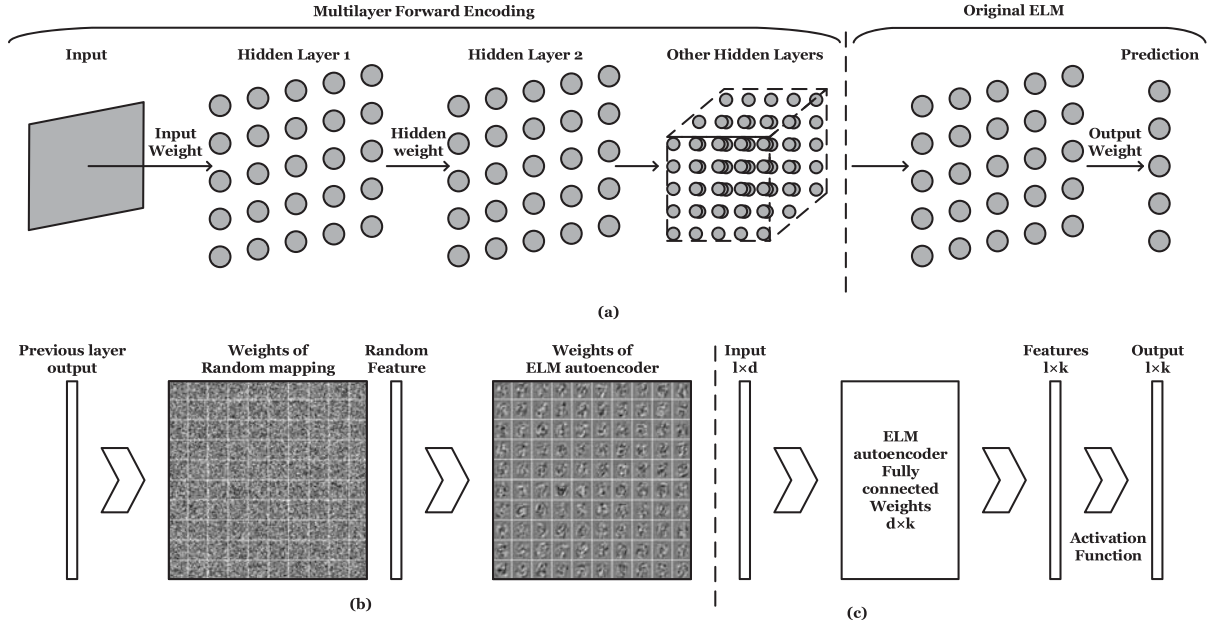 Multilayer Forward Encoding
Original ELM
Input
Hidden Layer 1
Hidden Layer 2
Other Hidden Layers
Prediction
Input
Weight
Hidden
weight
Output
Weight
(a)
Previous layer
output
Weights of
Random mapping
Random
Feature
Weights of
ELM autoencoder
Input
l×d
Features
l×k
Output
l×k
ELM
autoencoder
Fully
connected
Weights
d×k
Activation
Function
(b)
(c)